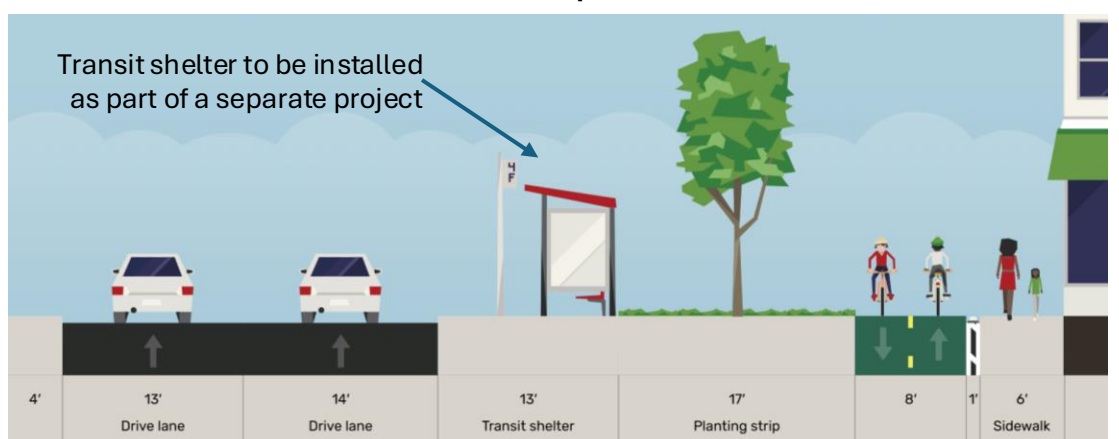 Transit shelter to be installed
as part of a separate project
4
F
4' 13' 14' 13' 17' 8' 1' 6'
Drive lane Drive lane Transit shelter Planting strip Sidewalk